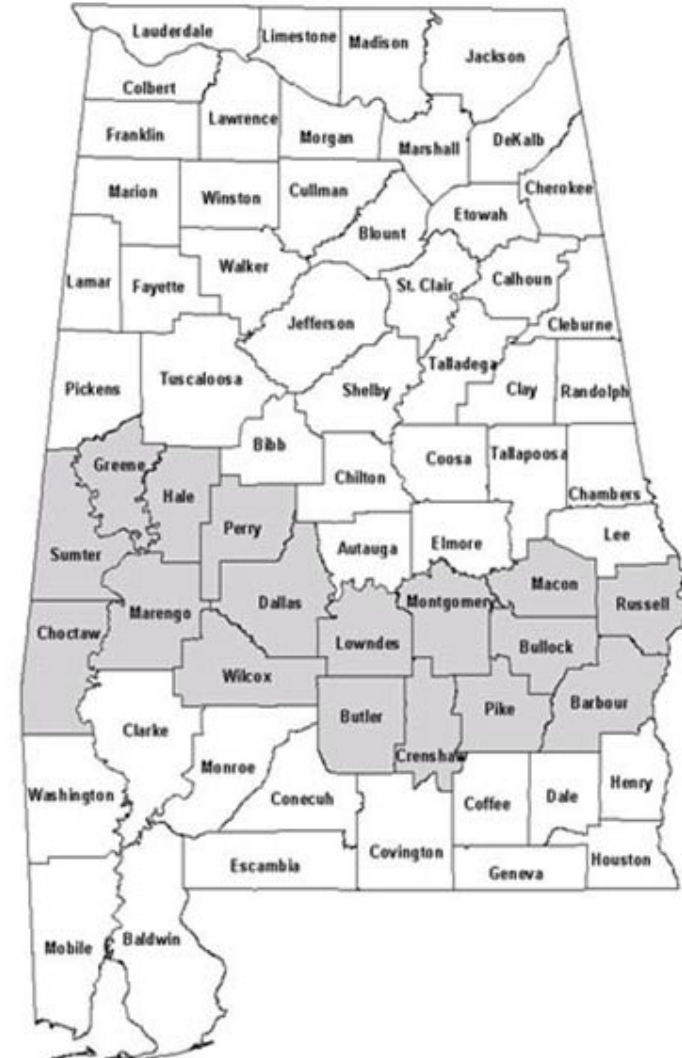 Lauderdale
Limestone
Madison
Jackson
Colbert
Lawrence
Franklin
Morgan
Marshall
DeKalb
Marion
Winston
Cullman
Cherokee
Etowah
Blount
Lamar
Fayette
Walker
St. Clair
Calhoun
Jefferson
Cleburne
Pickens
Tuscaloosa
Shelby
Talladega
Clay
Randolph
Bibb
Greene
Hale
Chilton
Coosa
Tallapoosa
Chambers
Sumter
Perry
Autauga
Elmore
Lee
Marengo
Dallas
Montgomery
Macon
Russell
Choctaw
Lowndes
Bullock
Wilcox
Butler
Pike
Barbour
Clarke
Crenshaw
Monroe
Washington
Conecuh
Coffee
Dale
Henry
Escambia
Covington
Geneva
Houston
Mobile
Baldwin